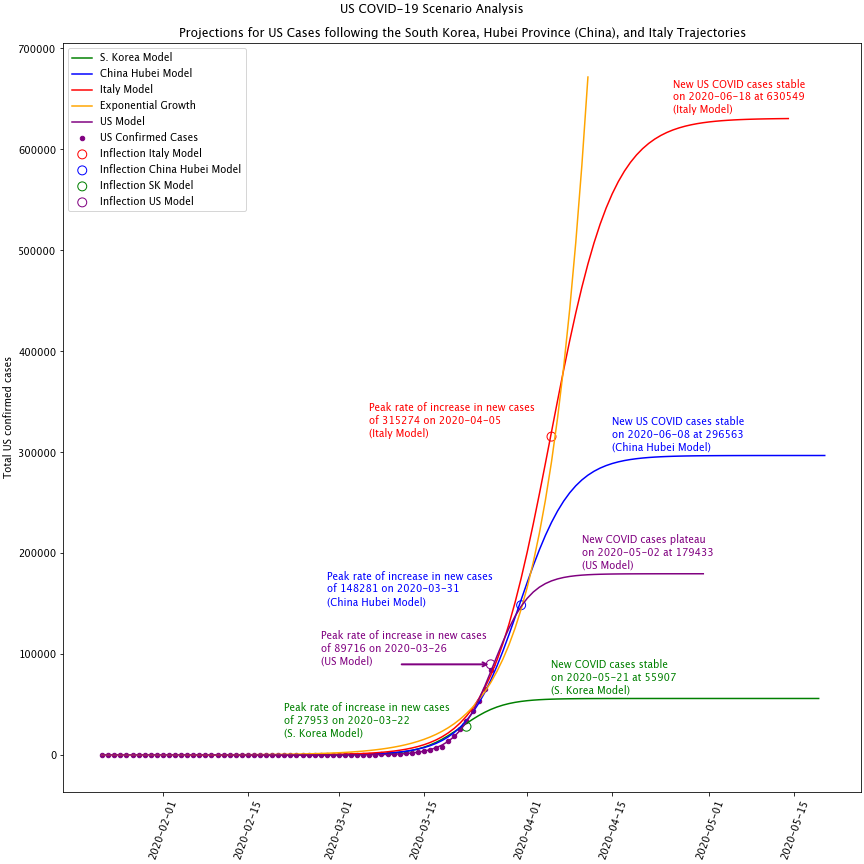 US COVID-19 Scenario Analysis
Projections for US Cases following the South Korea, Hubei Province (China), and Italy Trajectories
S. Korea Model
China Hubei Model
Italy Model
Exponential Growth
US Model
US Confirmed Cases
Inflection Italy Model
Inflection China Hubei Model
Inflection SK Model
Inflection US Model
New US COVID cases stable
on 2020-06-18 at 630549
(Italy Model)
Peak rate of increase in new cases
of 315274 on 2020-04-05
(Italy Model)
New US COVID cases stable
on 2020-06-08 at 296563
(China Hubei Model)
New COVID cases plateau
on 2020-05-02 at 179433
(US Model)
Peak rate of increase in new cases
of 148281 on 2020-03-31
(China Hubei Model)
Peak rate of increase in new cases
of 89716 on 2020-03-26
(US Model)
New COVID cases stable
on 2020-05-21 at 55907
(S. Korea Model)
Peak rate of increase in new cases
of 27953 on 2020-03-22
(S. Korea Model)
Total US confirmed cases
700000
600000
500000
400000
300000
200000
100000
0
2020-02-01
2020-02-15
2020-03-01
2020-03-15
2020-04-01
2020-04-15
2020-05-01
2020-05-15